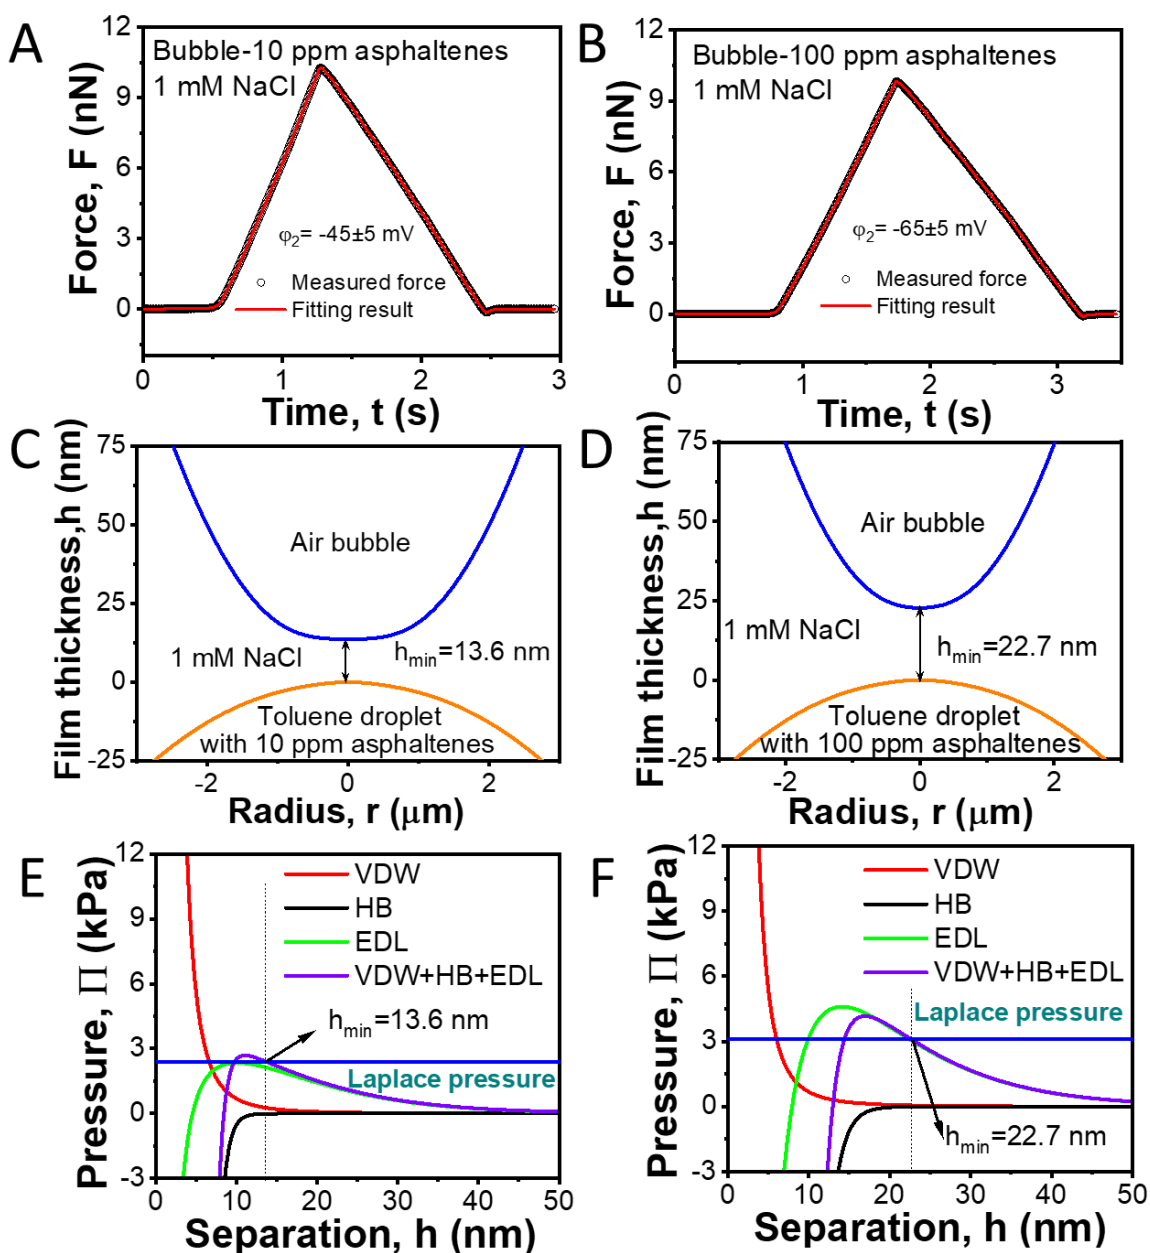 A
Bubble-10 ppm asphaltenes
1 mM NaCl
φ2= -45±5 mV
Measured force
Fitting result
Force, F (nN)
12
9
6
3
0
0 1 2 3
Time, t (s)
B
Bubble-100 ppm asphaltenes
1 mM NaCl
φ2= -65±5 mV
Measured force
Fitting result
Force, F (nN)
12
9
6
3
0
0 1 2 3
Time, t (s)
C
Film thickness,h (nm)
75
50
25
0
-25
Air bubble
1 mM NaCl
hmin=13.6 nm
Toluene droplet
with 10 ppm asphaltenes
-2 0 2
Radius, r (μm)
D
Film thickness,h (nm)
75
50
25
0
-25
Air bubble
1 mM NaCl
hmin=22.7 nm
Toluene droplet
with 100 ppm asphaltenes
-2 0 2
Radius, r (μm)
E
Pressure, Π (kPa)
12
9
6
3
0
-3
VDW
HB
EDL
VDW+HB+EDL
hmin=13.6 nm
Laplace pressure
0 10 20 30 40 50
Separation, h (nm)
F
Pressure, Π (kPa)
12
9
6
3
0
-3
VDW
HB
EDL
VDW+HB+EDL
Laplace pressure
hmin=22.7 nm
0 10 20 30 40 50
Separation, h (nm)